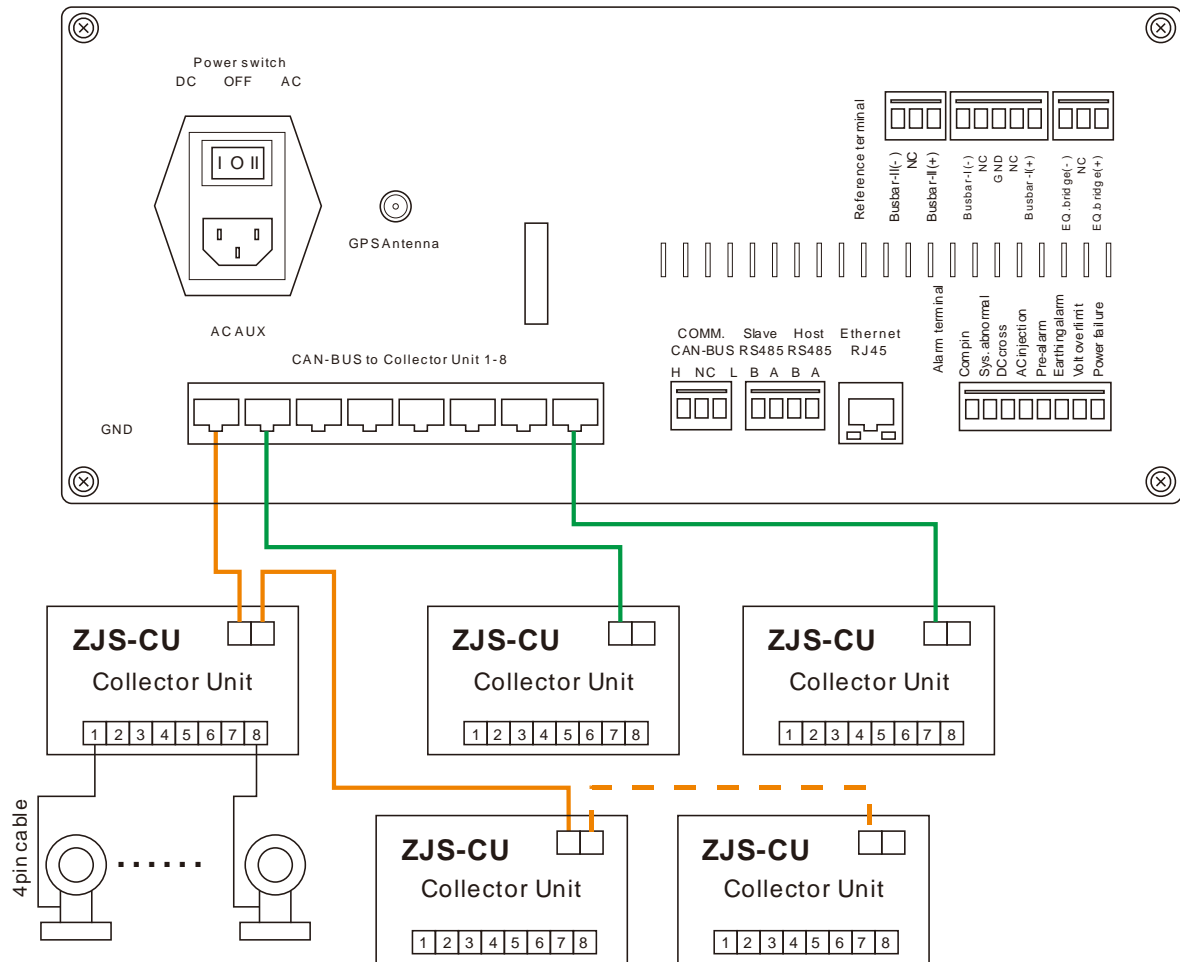 Power switch
DC OFF AC
I O II
GPS Antenna
AC AUX
CAN-BUS to Collector Unit 1-8
GND
Reference terminal
Busbar-II(-)
NC
Busbar-II(+)
Busbar-I(-)
NC
GND
NC
Busbar-I(+)
EQ.bridge(-)
NC
EQ.bridge(+)
COMM.
CAN-BUS
H NC L
Slave
RS485
B A
Host
RS485
B A
Ethernet
RJ45
Alarm terminal
Compin
Sys. abnormal
DC cross
AC injection
Pre-alarm
Earthing alarm
Volt overlimit
Power failure
ZJS-CU
Collector Unit
1 2 3 4 5 6 7 8
ZJS-CU
Collector Unit
1 2 3 4 5 6 7 8
ZJS-CU
Collector Unit
1 2 3 4 5 6 7 8
4pin cable
ZJS-CU
Collector Unit
1 2 3 4 5 6 7 8
ZJS-CU
Collector Unit
1 2 3 4 5 6 7 8